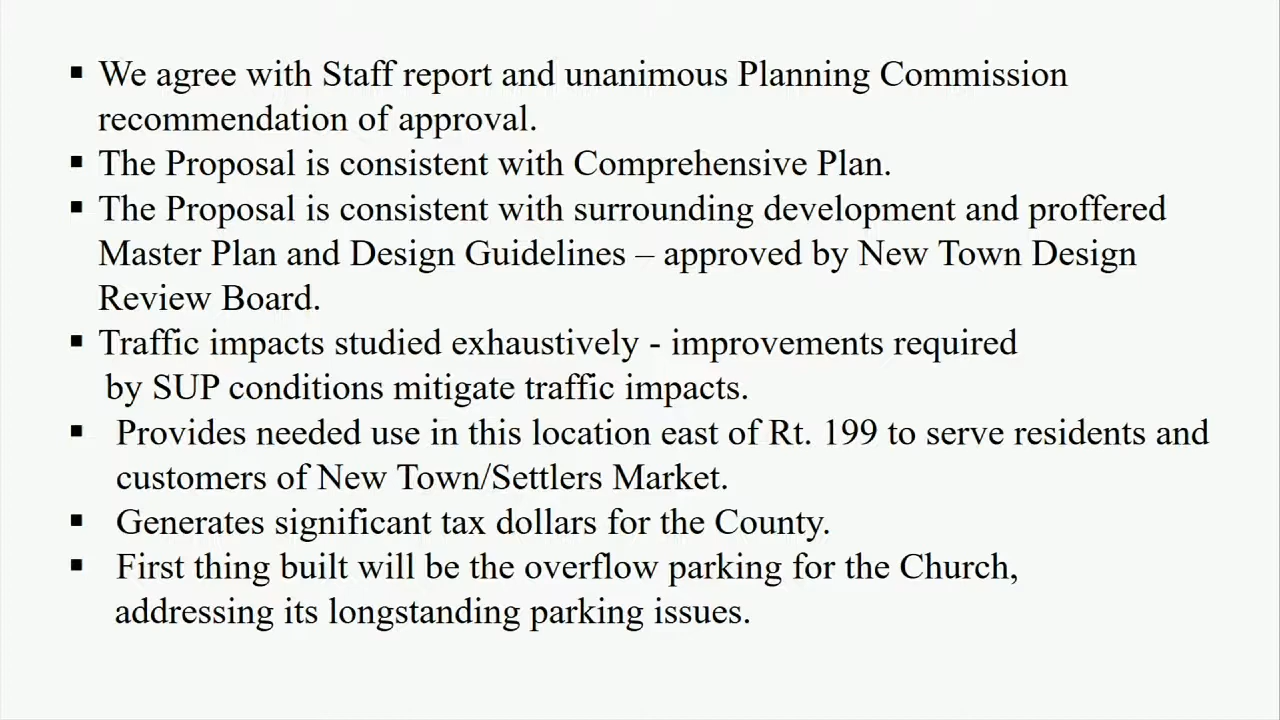 ▪ We agree with Staff report and unanimous Planning Commission
recommendation of approval.
▪ The Proposal is consistent with Comprehensive Plan.
▪ The Proposal is consistent with surrounding development and proffered
Master Plan and Design Guidelines – approved by New Town Design
Review Board.
▪ Traffic impacts studied exhaustively - improvements required
by SUP conditions mitigate traffic impacts.
▪ Provides needed use in this location east of Rt. 199 to serve residents and
customers of New Town/Settlers Market.
▪ Generates significant tax dollars for the County.
▪ First thing built will be the overflow parking for the Church,
addressing its longstanding parking issues.